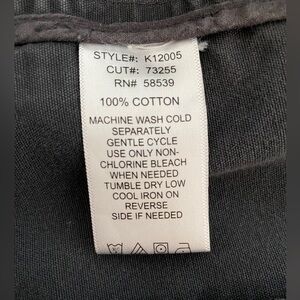 STYLE#: K12005
CUT#: 73255
RN# 58539
100% COTTON
MACHINE WASH COLD
SEPARATELY
GENTLE CYCLE
USE ONLY NON-
CHLORINE BLEACH
WHEN NEEDED
TUMBLE DRY LOW
COOL IRON ON
REVERSE
SIDE IF NEEDED